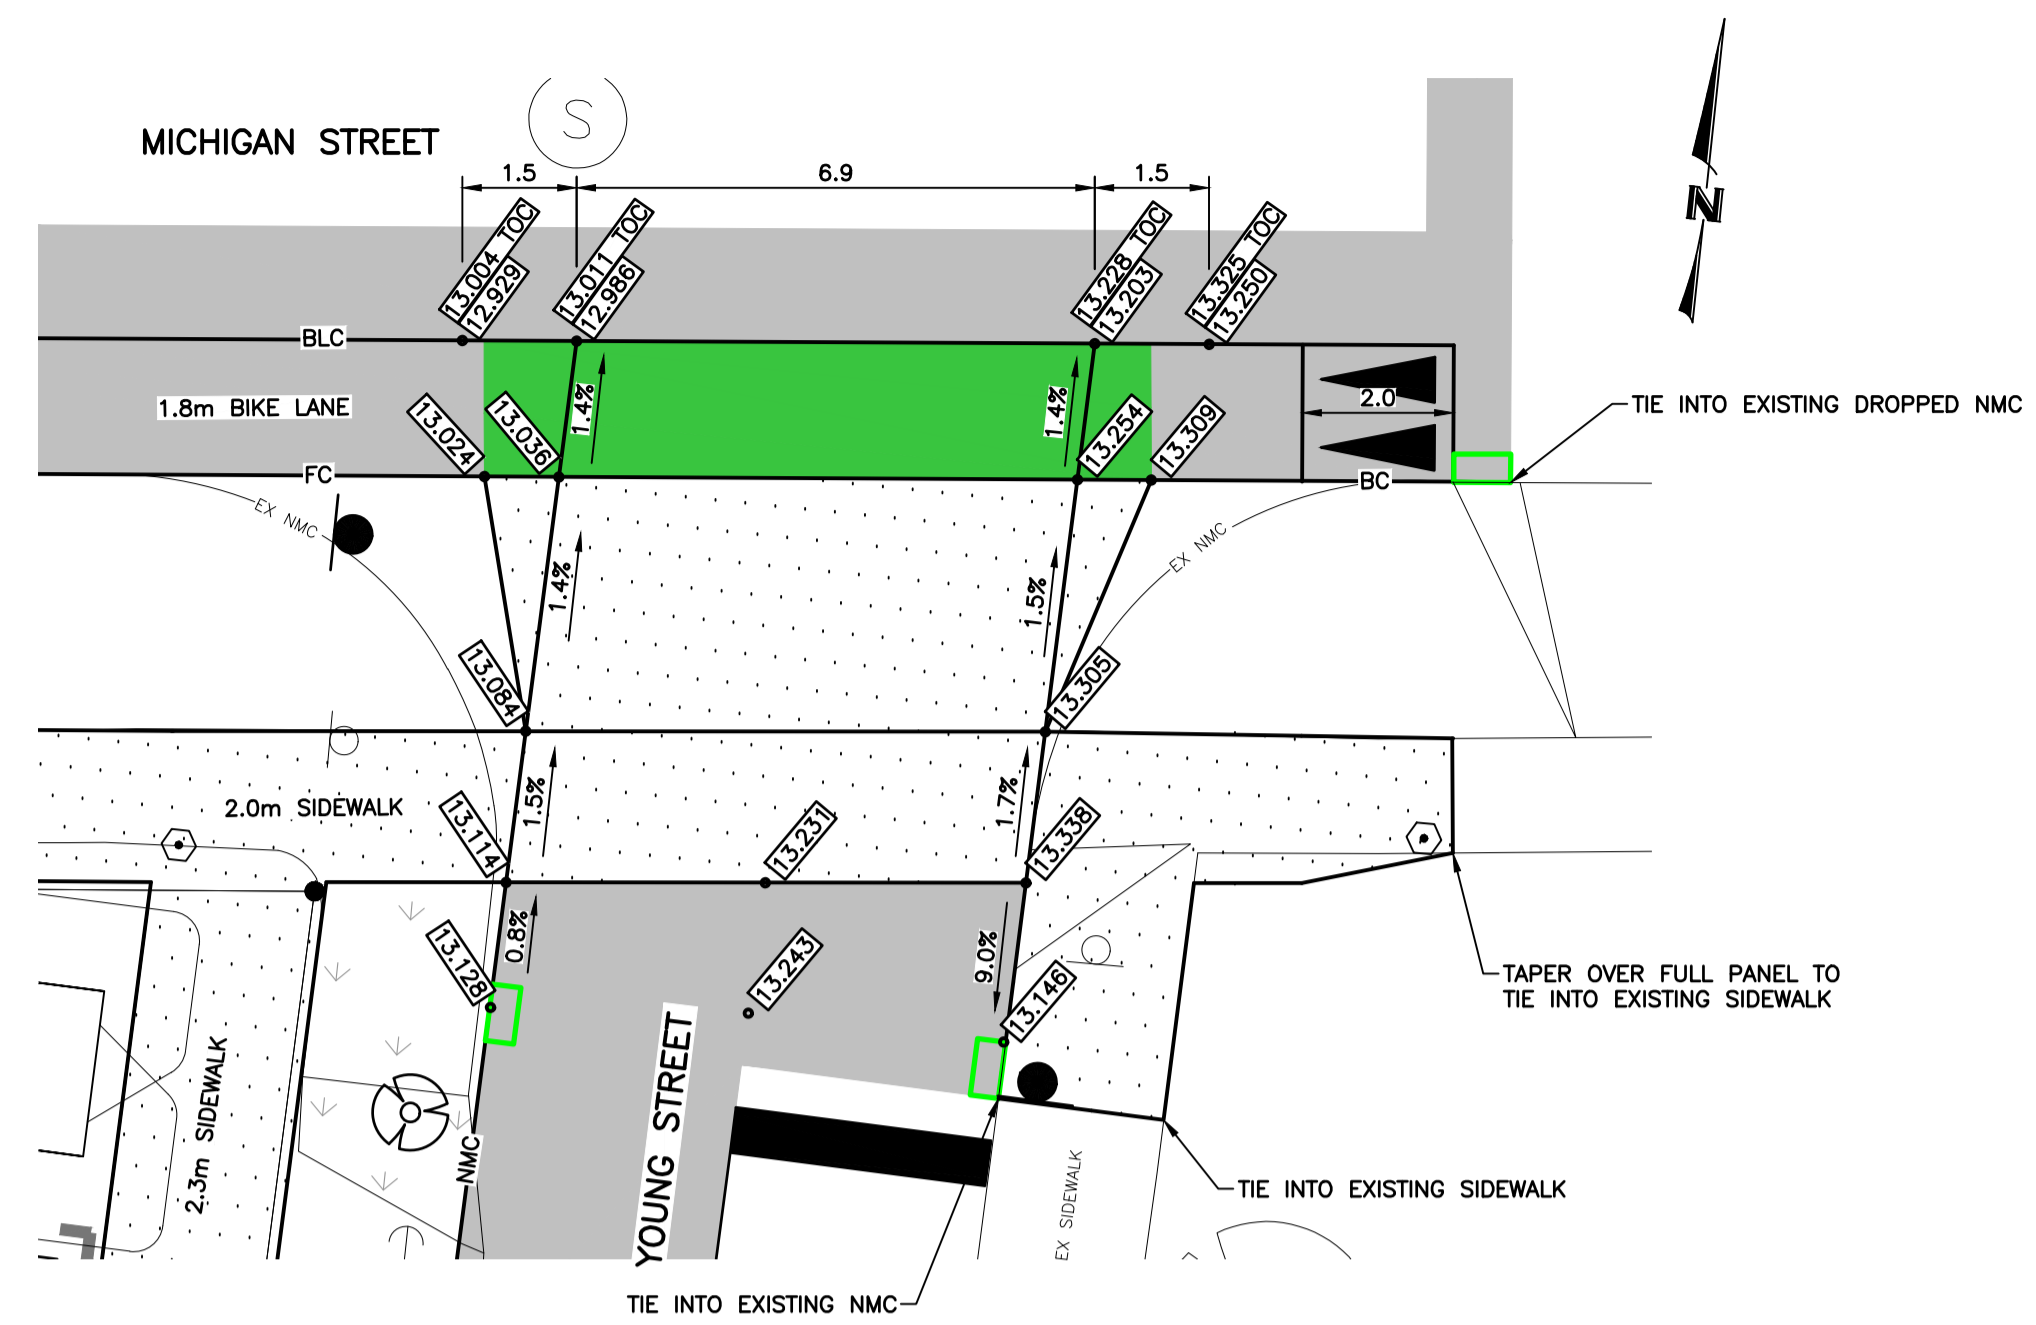 S
MICHIGAN STREET
1.5
6.9
1.5
N
13.004 TOC
12.929
13.011 TOC
12.986
13.228 TOC
13.203
13.325 TOC
13.250
BLC
1.8m BIKE LANE
1.4%
1.4%
2.0
TIE INTO EXISTING DROPPED NMC
13.024
13.036
13.254
13.309
FC
BC
EX NMC
EX NMC
1.4%
1.5%
13.084
13.305
2.0m SIDEWALK
1.5%
1.7%
13.114
13.231
13.338
0.8%
9.0%
13.128
13.243
13.146
TAPER OVER FULL PANEL TO
TIE INTO EXISTING SIDEWALK
2.3m SIDEWALK
NMC
YOUNG STREET
EX SIDEWALK
TIE INTO EXISTING SIDEWALK
TIE INTO EXISTING NMC